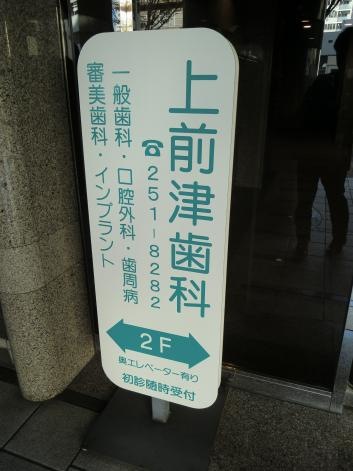 上前津歯科
☎251-8282
一般歯科・口腔外科・歯周病
審美歯科・インプラント
2F
奥エレベーター有り
初診随時受付